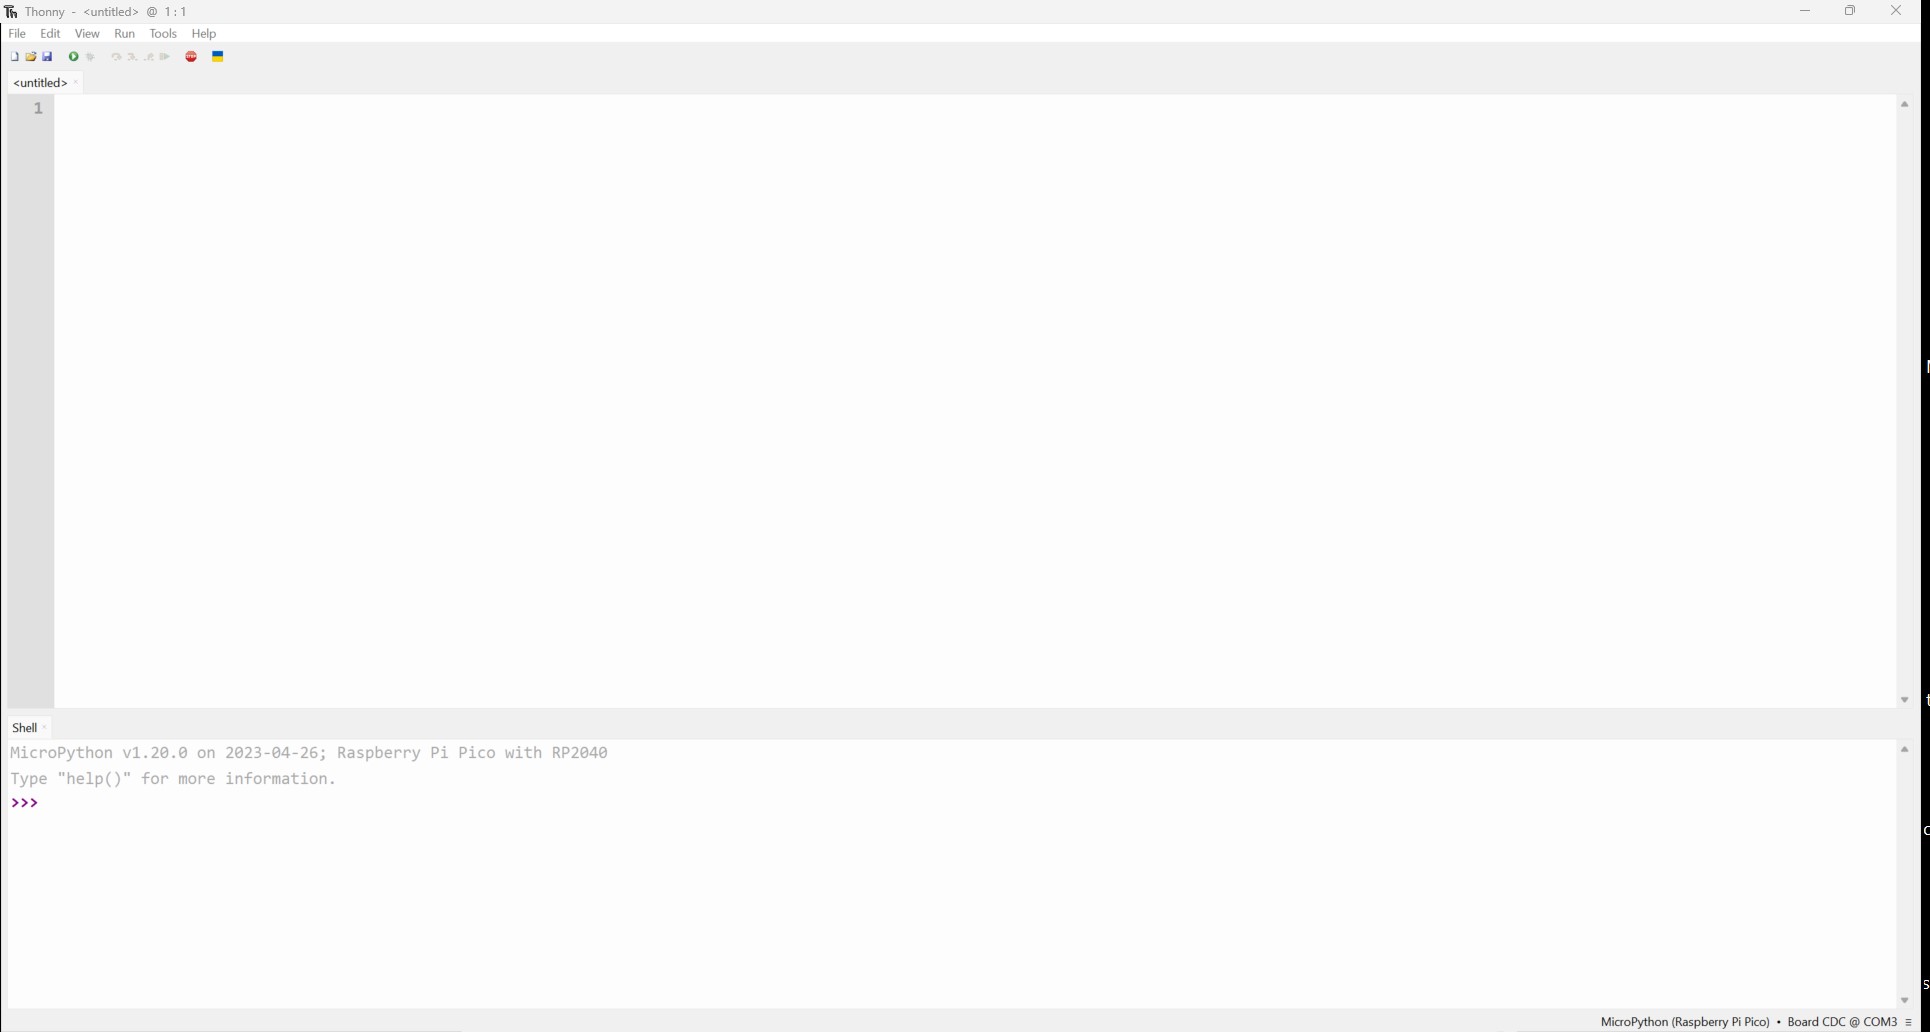 Thonny - <untitled> @ 1:1
File Edit View Run Tools Help
<untitled>
1
Shell
MicroPython v1.20.0 on 2023-04-26; Raspberry Pi Pico with RP2040
Type "help()" for more information.
>>>
MicroPython (Raspberry Pi Pico) • Board CDC @ COM3 ≡